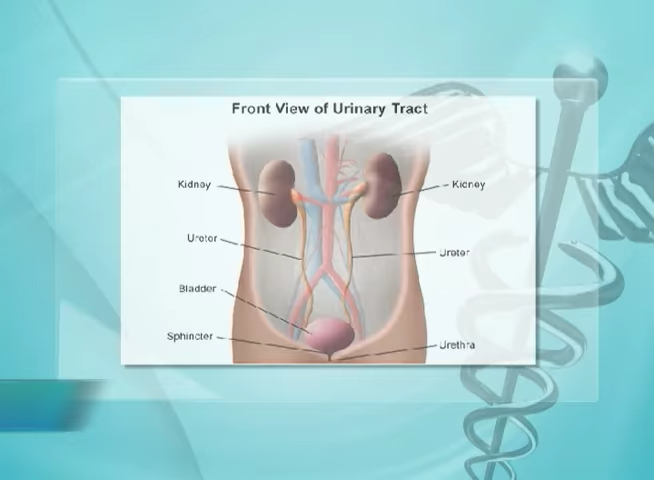 Front View of Urinary Tract
Kidney
Kidney
Ureter
Ureter
Bladder
Sphincter
Urethra